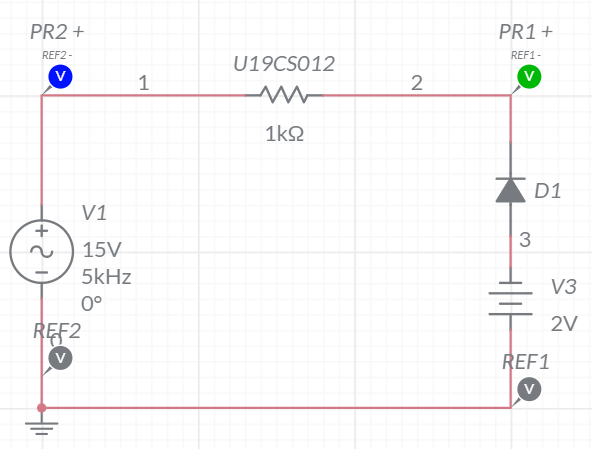 PR2 +
REF2 -
V
PR1 +
REF1 -
V
U19CS012
1
2
1kΩ
V1
15V
5kHz
0°
D1
3
V3
2V
REF2
0
V
REF1
V